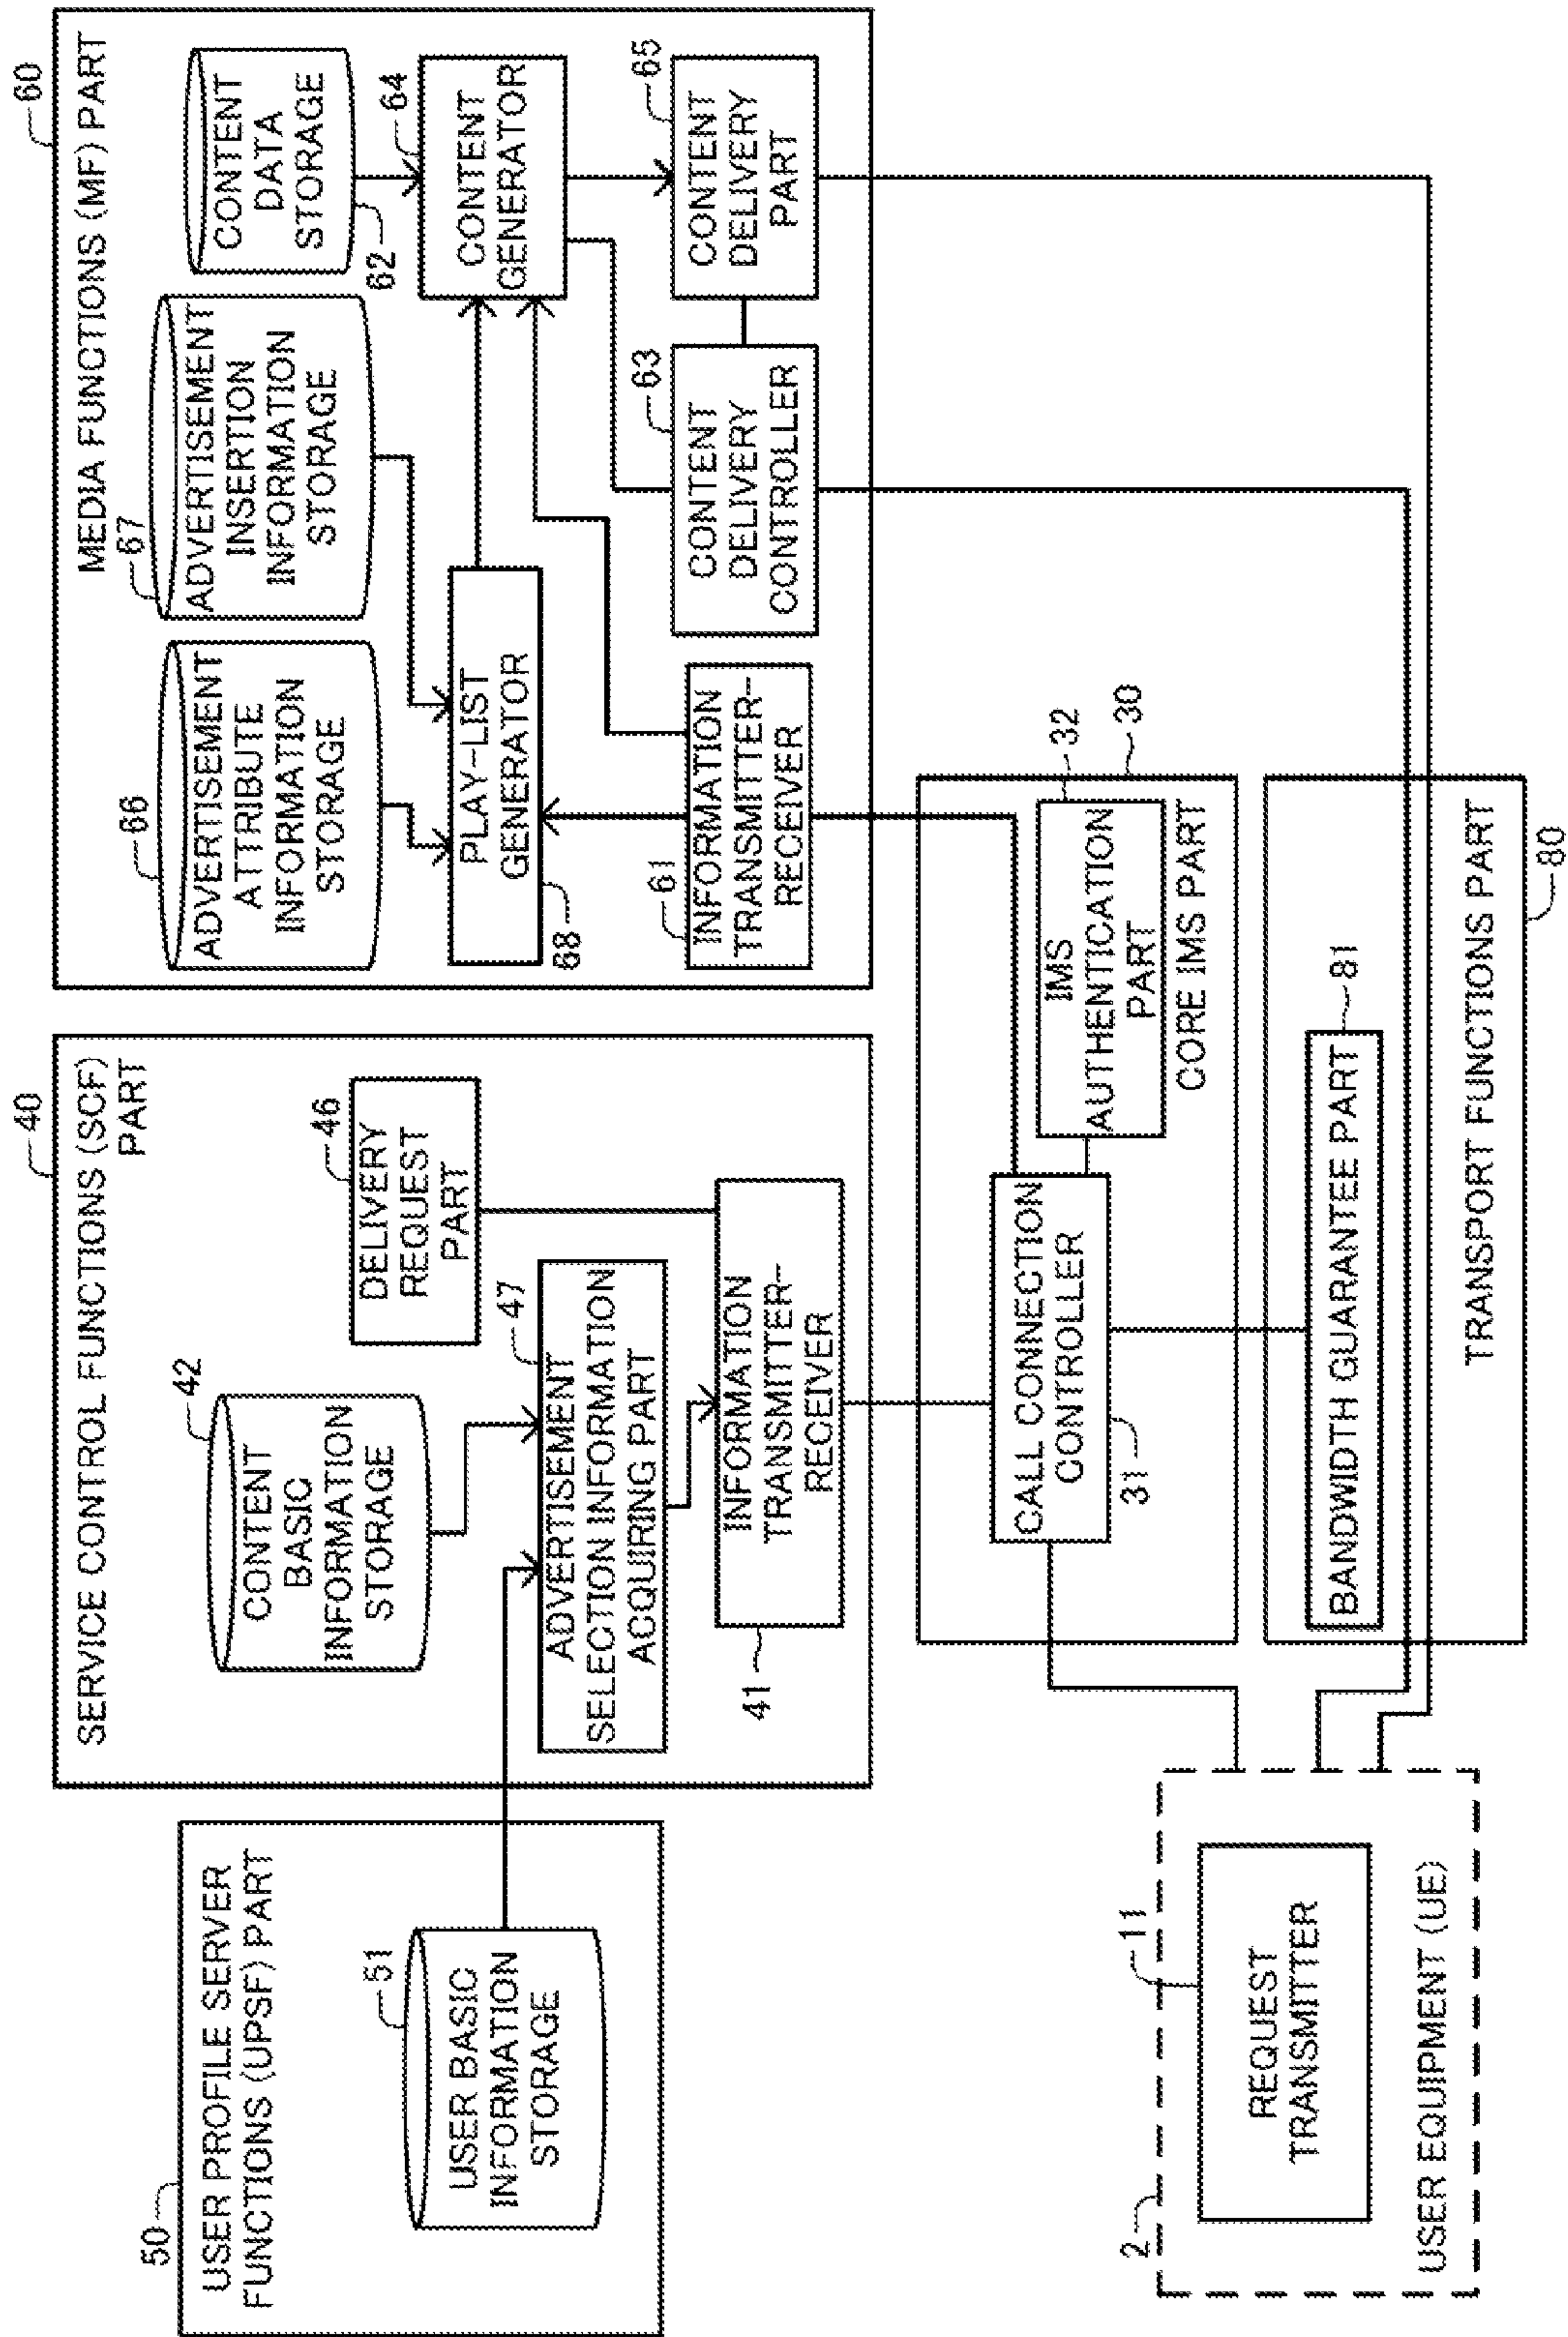 50
USER PROFILE SERVER
FUNCTIONS (UPSF) PART
51
USER BASIC
INFORMATION
STORAGE
40
SERVICE CONTROL FUNCTIONS (SCF)
PART
42
CONTENT
BASIC
INFORMATION
STORAGE
46
DELIVERY
REQUEST
PART
47
ADVERTISEMENT
SELECTION INFORMATION
ACQUIRING PART
41
INFORMATION
TRANSMITTER-
RECEIVER
60
MEDIA FUNCTIONS (MF) PART
66
ADVERTISEMENT
ATTRIBUTE
INFORMATION
STORAGE
67
ADVERTISEMENT
INSERTION
INFORMATION
STORAGE
CONTENT
DATA
STORAGE
62
PLAY-LIST
GENERATOR
68
64
CONTENT
GENERATOR
61
INFORMATION
TRANSMITTER-
RECEIVER
63
CONTENT
DELIVERY
CONTROLLER
65
CONTENT
DELIVERY
PART
2
11
REQUEST
TRANSMITTER
USER EQUIPMENT (UE)
CALL CONNECTION
CONTROLLER
31
32
30
IMS
AUTHENTICATION
PART
CORE IMS PART
BANDWIDTH GUARANTEE PART
81
TRANSPORT FUNCTIONS PART
80